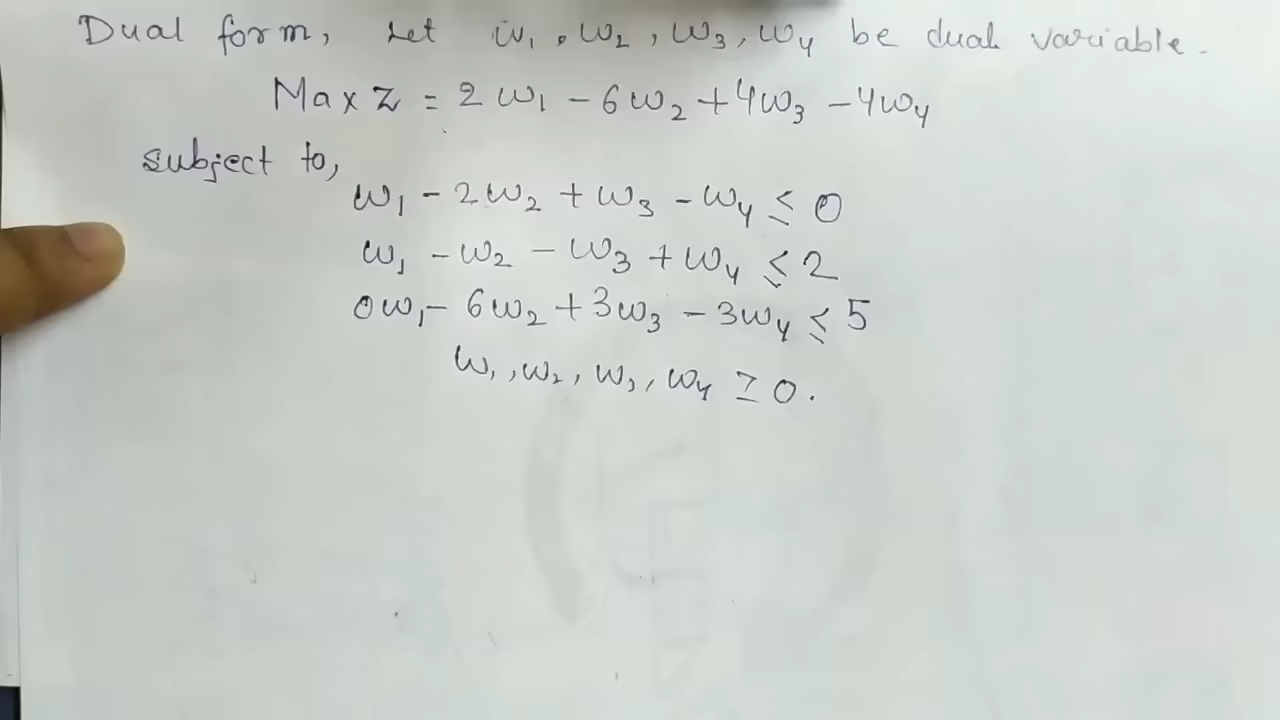 Dual form, Let w₁, w₂, w₃, w₄ be dual variable.
Max Z = 2w₁ - 6w₂ + 4w₃ - 4w₄
subject to,
w₁ - 2w₂ + w₃ - w₄ ≤ 0
w₁ - w₂ - w₃ + w₄ ≤ 2
0w₁ - 6w₂ + 3w₃ - 3w₄ ≤ 5
w₁, w₂, w₃, w₄ ≥ 0.